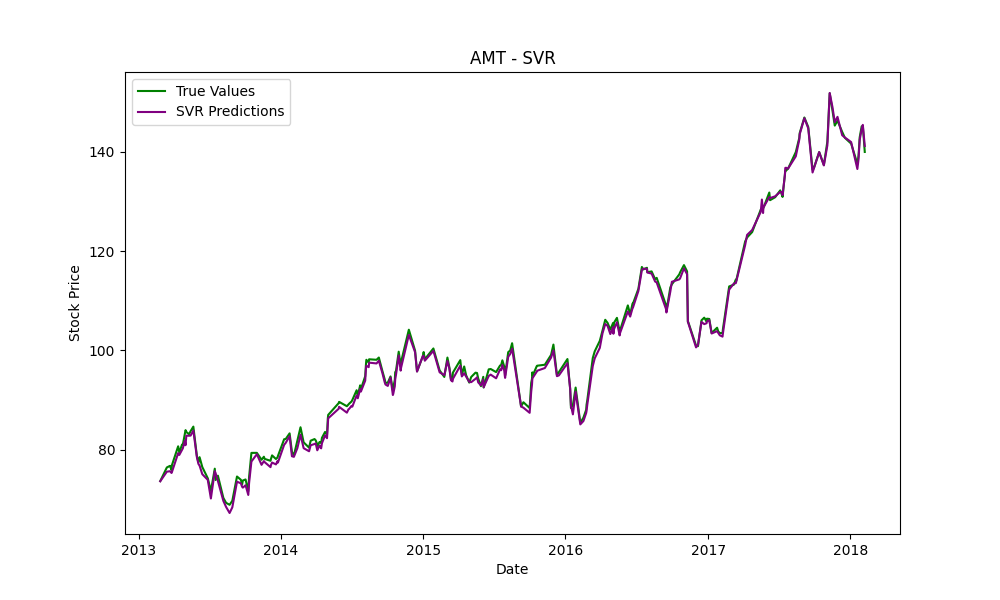 AMT - SVR
True Values
SVR Predictions
Stock Price
140
120
100
80
2013 2014 2015 2016 2017 2018
Date